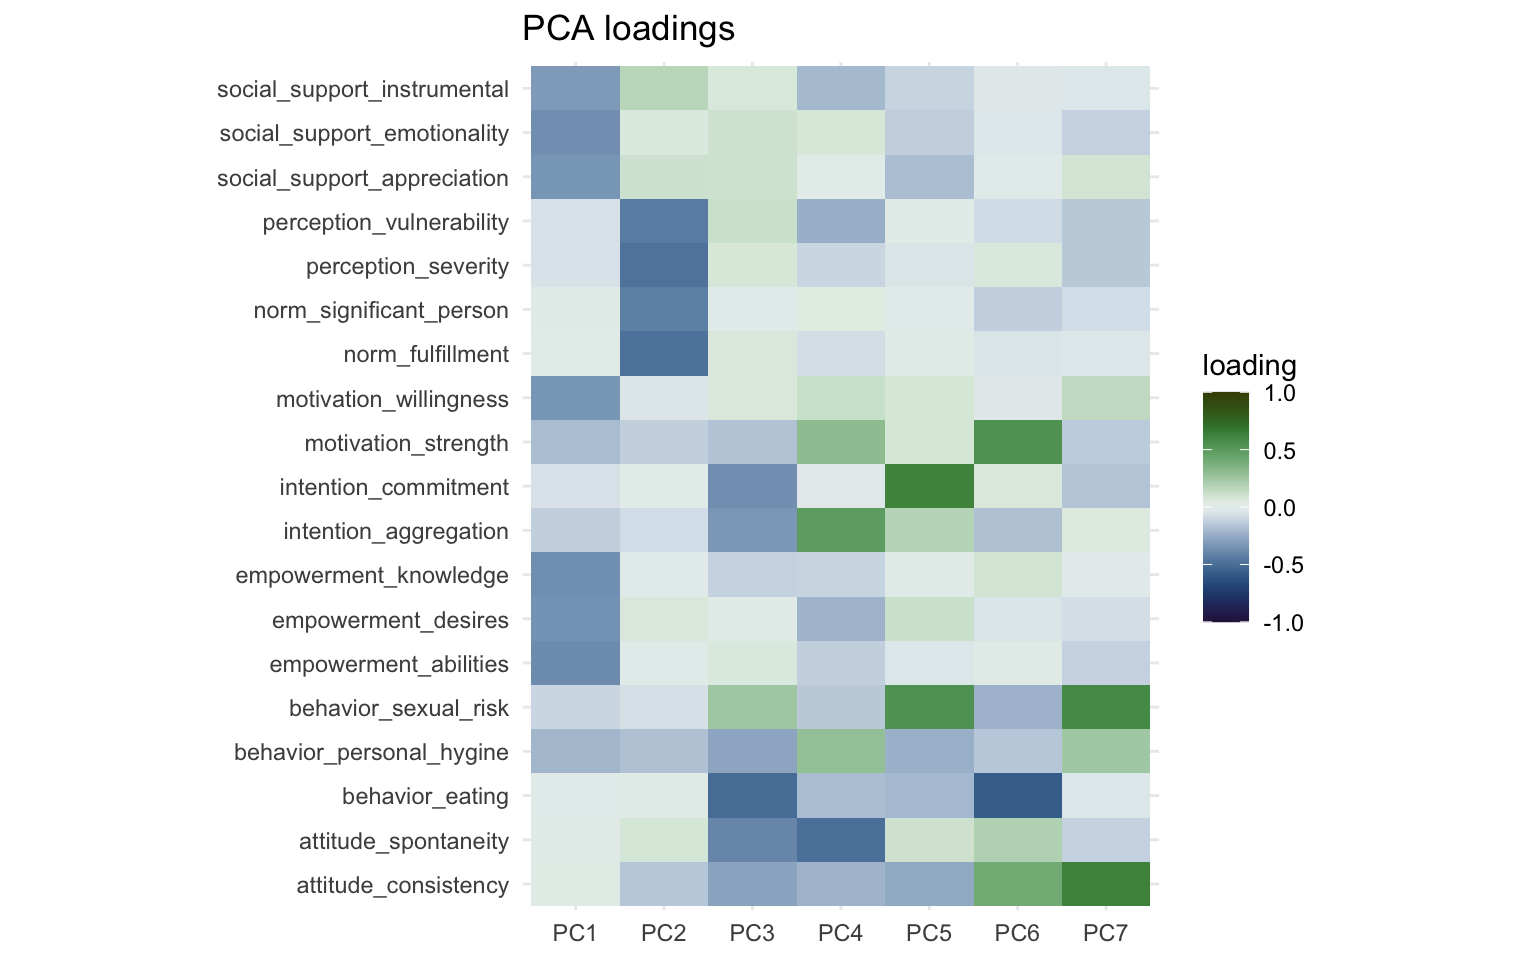 PCA loadings
social_support_instrumental
social_support_emotionality
social_support_appreciation
perception_vulnerability
perception_severity
norm_significant_person
norm_fulfillment
motivation_willingness
motivation_strength
intention_commitment
intention_aggregation
empowerment_knowledge
empowerment_desires
empowerment_abilities
behavior_sexual_risk
behavior_personal_hygine
behavior_eating
attitude_spontaneity
attitude_consistency
PC1 PC2 PC3 PC4 PC5 PC6 PC7
loading
1.0
0.5
0.0
-0.5
-1.0